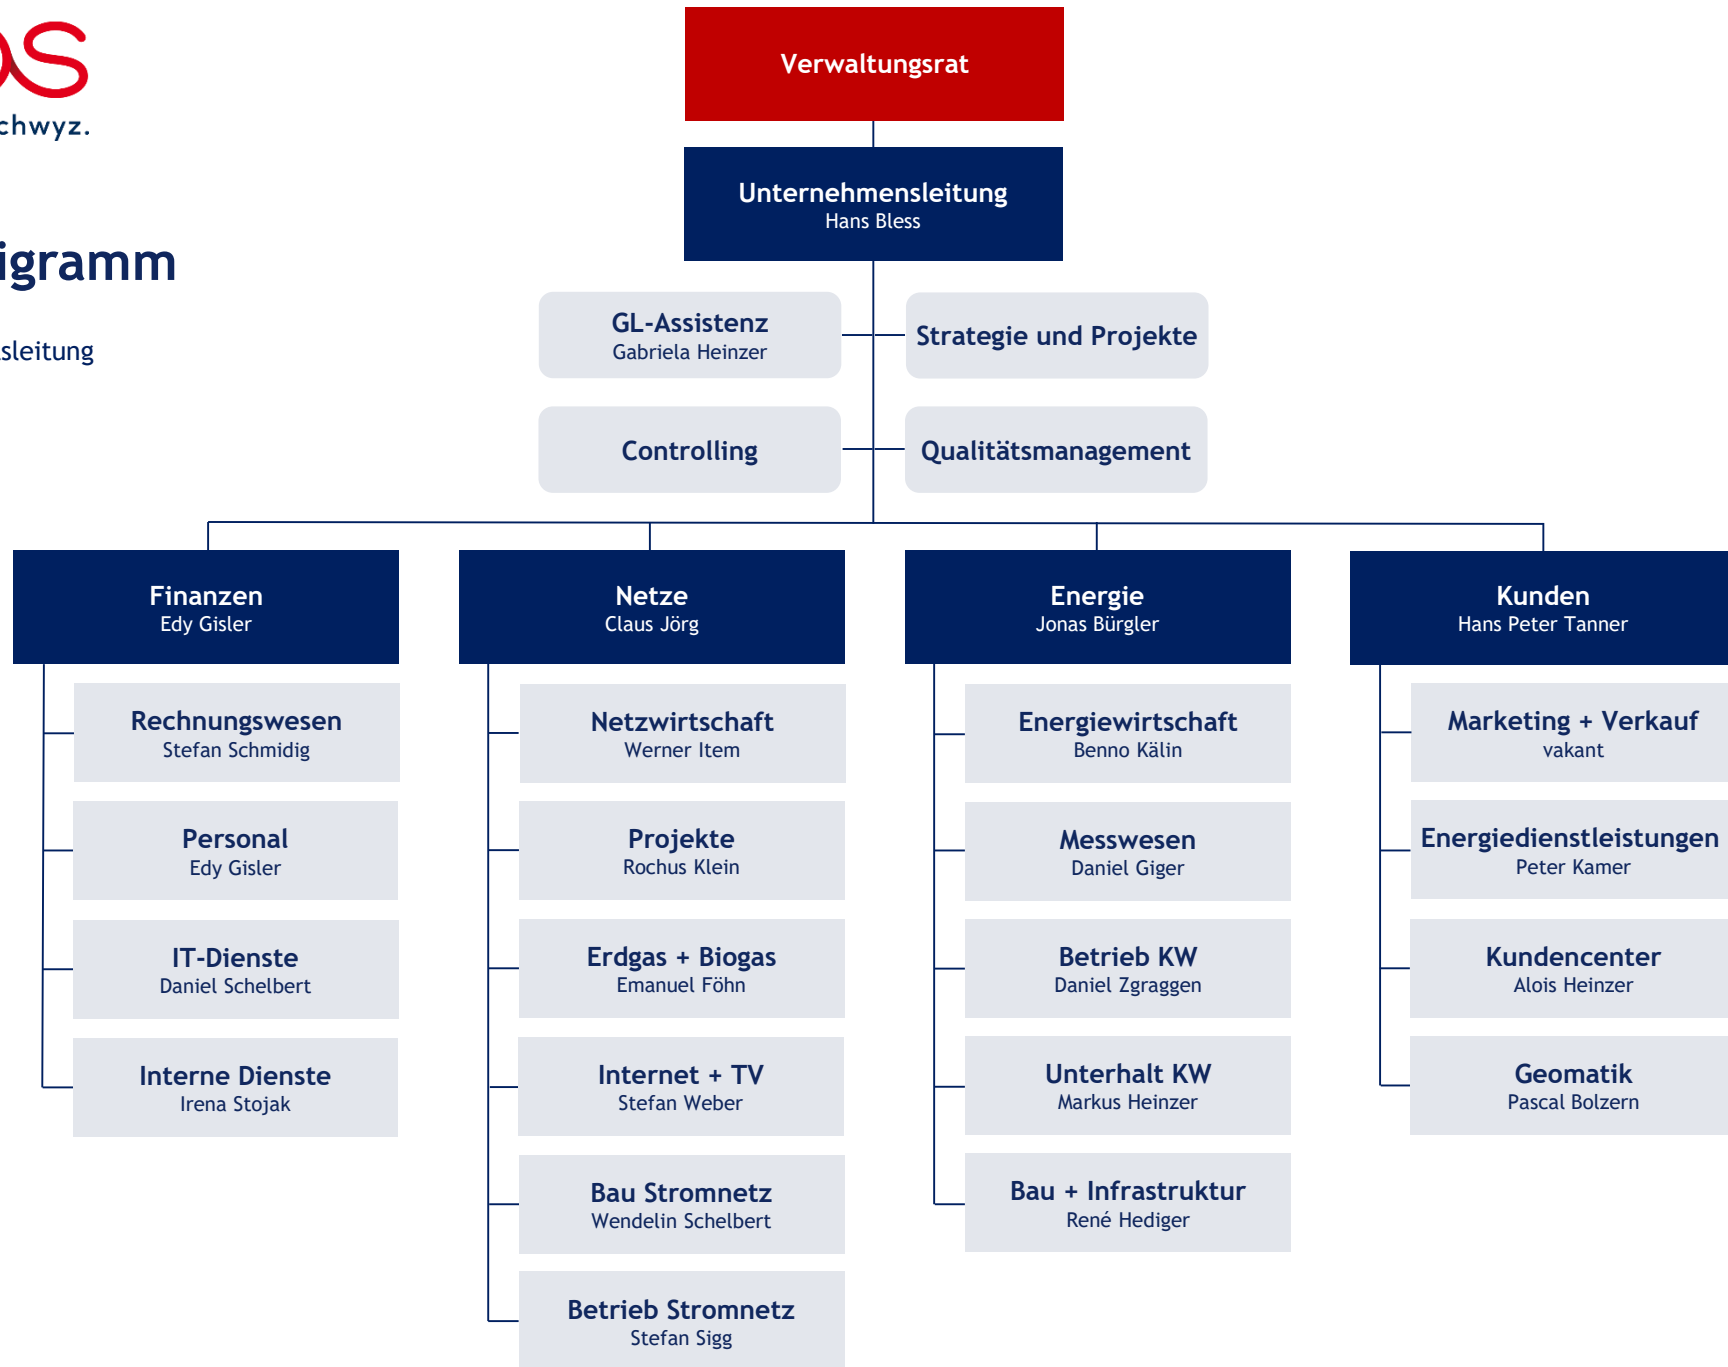 chwyz.
Verwaltungsrat
Unternehmensleitung
Hans Bless
igramm
sleitung
GL-Assistenz
Gabriela Heinzer
Strategie und Projekte
Controlling
Qualitätsmanagement
Finanzen
Edy Gisler
Rechnungswesen
Stefan Schmidig
Personal
Edy Gisler
IT-Dienste
Daniel Schelbert
Interne Dienste
Irena Stojak
Netze
Claus Jörg
Netzwirtschaft
Werner Item
Projekte
Rochus Klein
Erdgas + Biogas
Emanuel Föhn
Internet + TV
Stefan Weber
Bau Stromnetz
Wendelin Schelbert
Betrieb Stromnetz
Stefan Sigg
Energie
Jonas Bürgler
Energiewirtschaft
Benno Kälin
Messwesen
Daniel Giger
Betrieb KW
Daniel Zgraggen
Unterhalt KW
Markus Heinzer
Bau + Infrastruktur
René Hediger
Kunden
Hans Peter Tanner
Marketing + Verkauf
vakant
Energiedienstleistungen
Peter Kamer
Kundencenter
Alois Heinzer
Geomatik
Pascal Bolzern